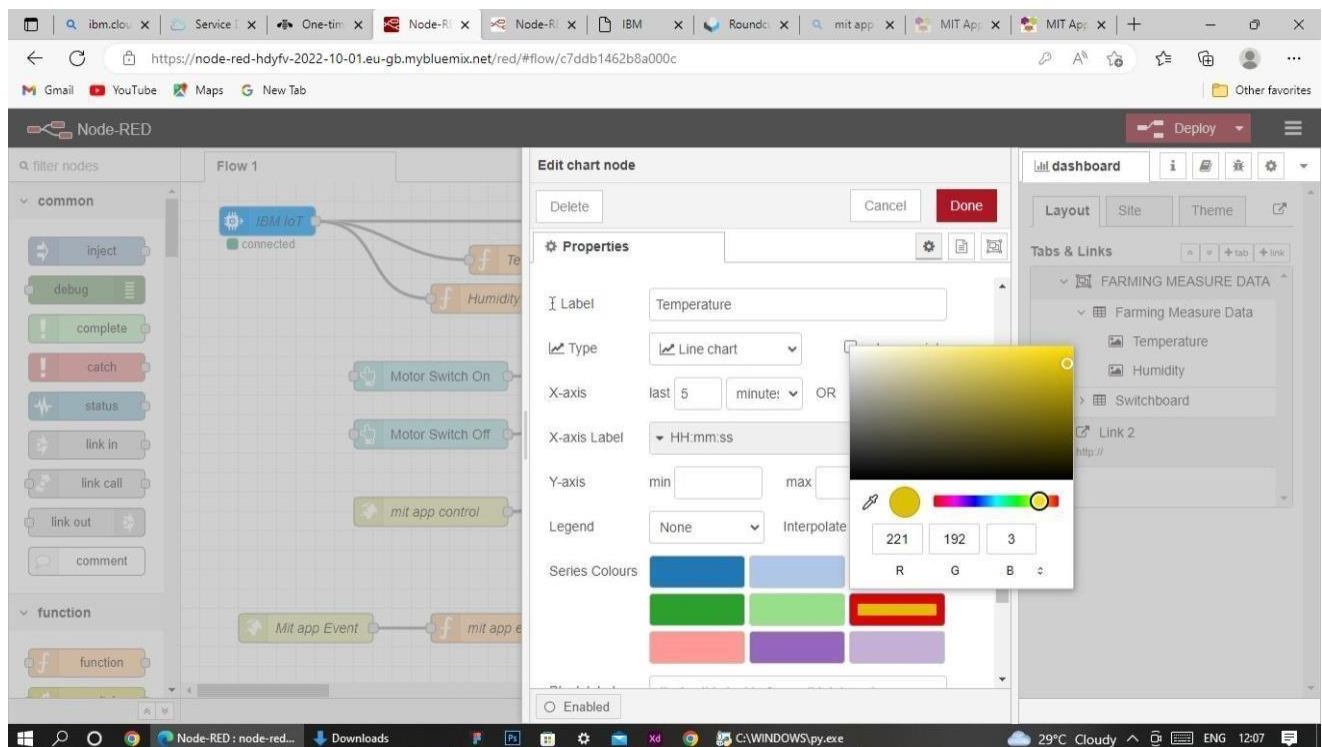 ibm.clou
Service
One-tim
Node-R
Node-R
IBM
Roundc
mit app
MIT App
MIT App
https://node-red-hdyfv-2022-10-01.eu-gb.mybluemix.net/red/#flow/c7ddb1462b8a000c
Gmail YouTube Maps New Tab
Other favorites
Node-RED
Deploy
filter nodes
common
inject
debug
complete
catch
status
link in
link call
link out
comment
function
function
Flow 1
IBM IoT
connected
Te
Humidity
Motor Switch On
Motor Switch Off
mit app control
Mit app Event
mit app e
Edit chart node
Delete Cancel Done
Properties
Label Temperature
Type Line chart
X-axis last 5 minutes OR
X-axis Label HH:mm:ss
Y-axis min max
Legend None Interpolate
Series Colours
221 192 3
R G B
Enabled
dashboard
Layout Site Theme
Tabs & Links
+tab +link
FARMING MEASURE DATA
Farming Measure Data
Temperature
Humidity
Switchboard
Link 2
http://
Node-RED : node-red...
Downloads
Ps
Xd
C:\WINDOWS\py.exe
29°C Cloudy
ENG 12:07